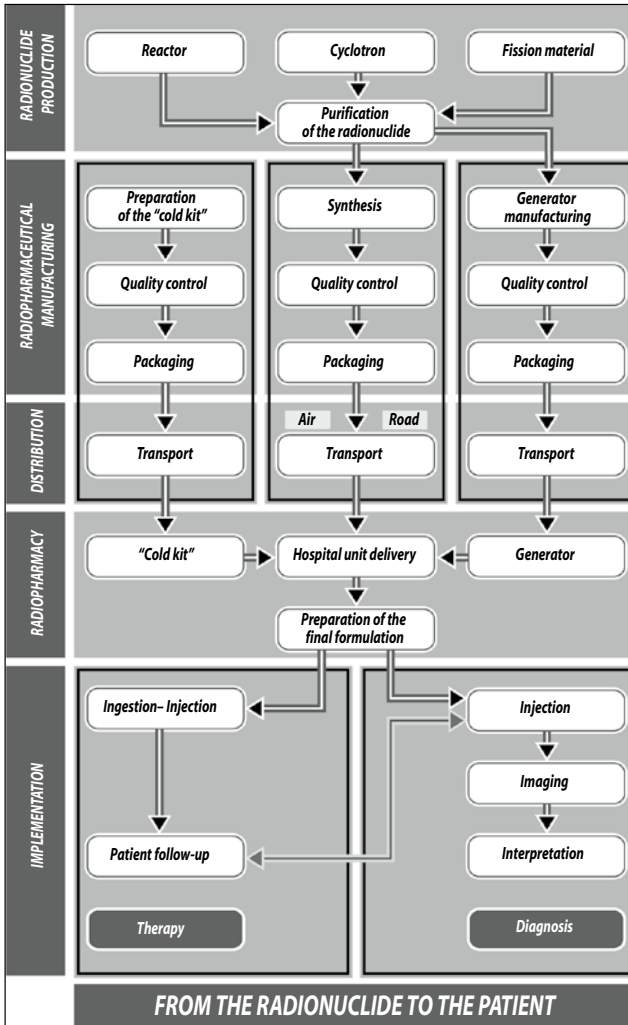 RADIONUCLIDE
PRODUCTION
Reactor
Cyclotron
Fission material
Purification
of the radionuclide
RADIOPHARMACEUTICAL
MANUFACTURING
Preparation
of the “cold kit”
Synthesis
Generator
manufacturing
Quality control
Quality control
Quality control
Packaging
Packaging
Packaging
DISTRIBUTION
Air
Road
Transport
Transport
Transport
RADIOPHARMACY
“Cold kit”
Hospital unit delivery
Generator
Preparation of the
final formulation
IMPLEMENTATION
Ingestion– Injection
Injection
Imaging
Patient follow-up
Interpretation
Therapy
Diagnosis
FROM THE RADIONUCLIDE TO THE PATIENT